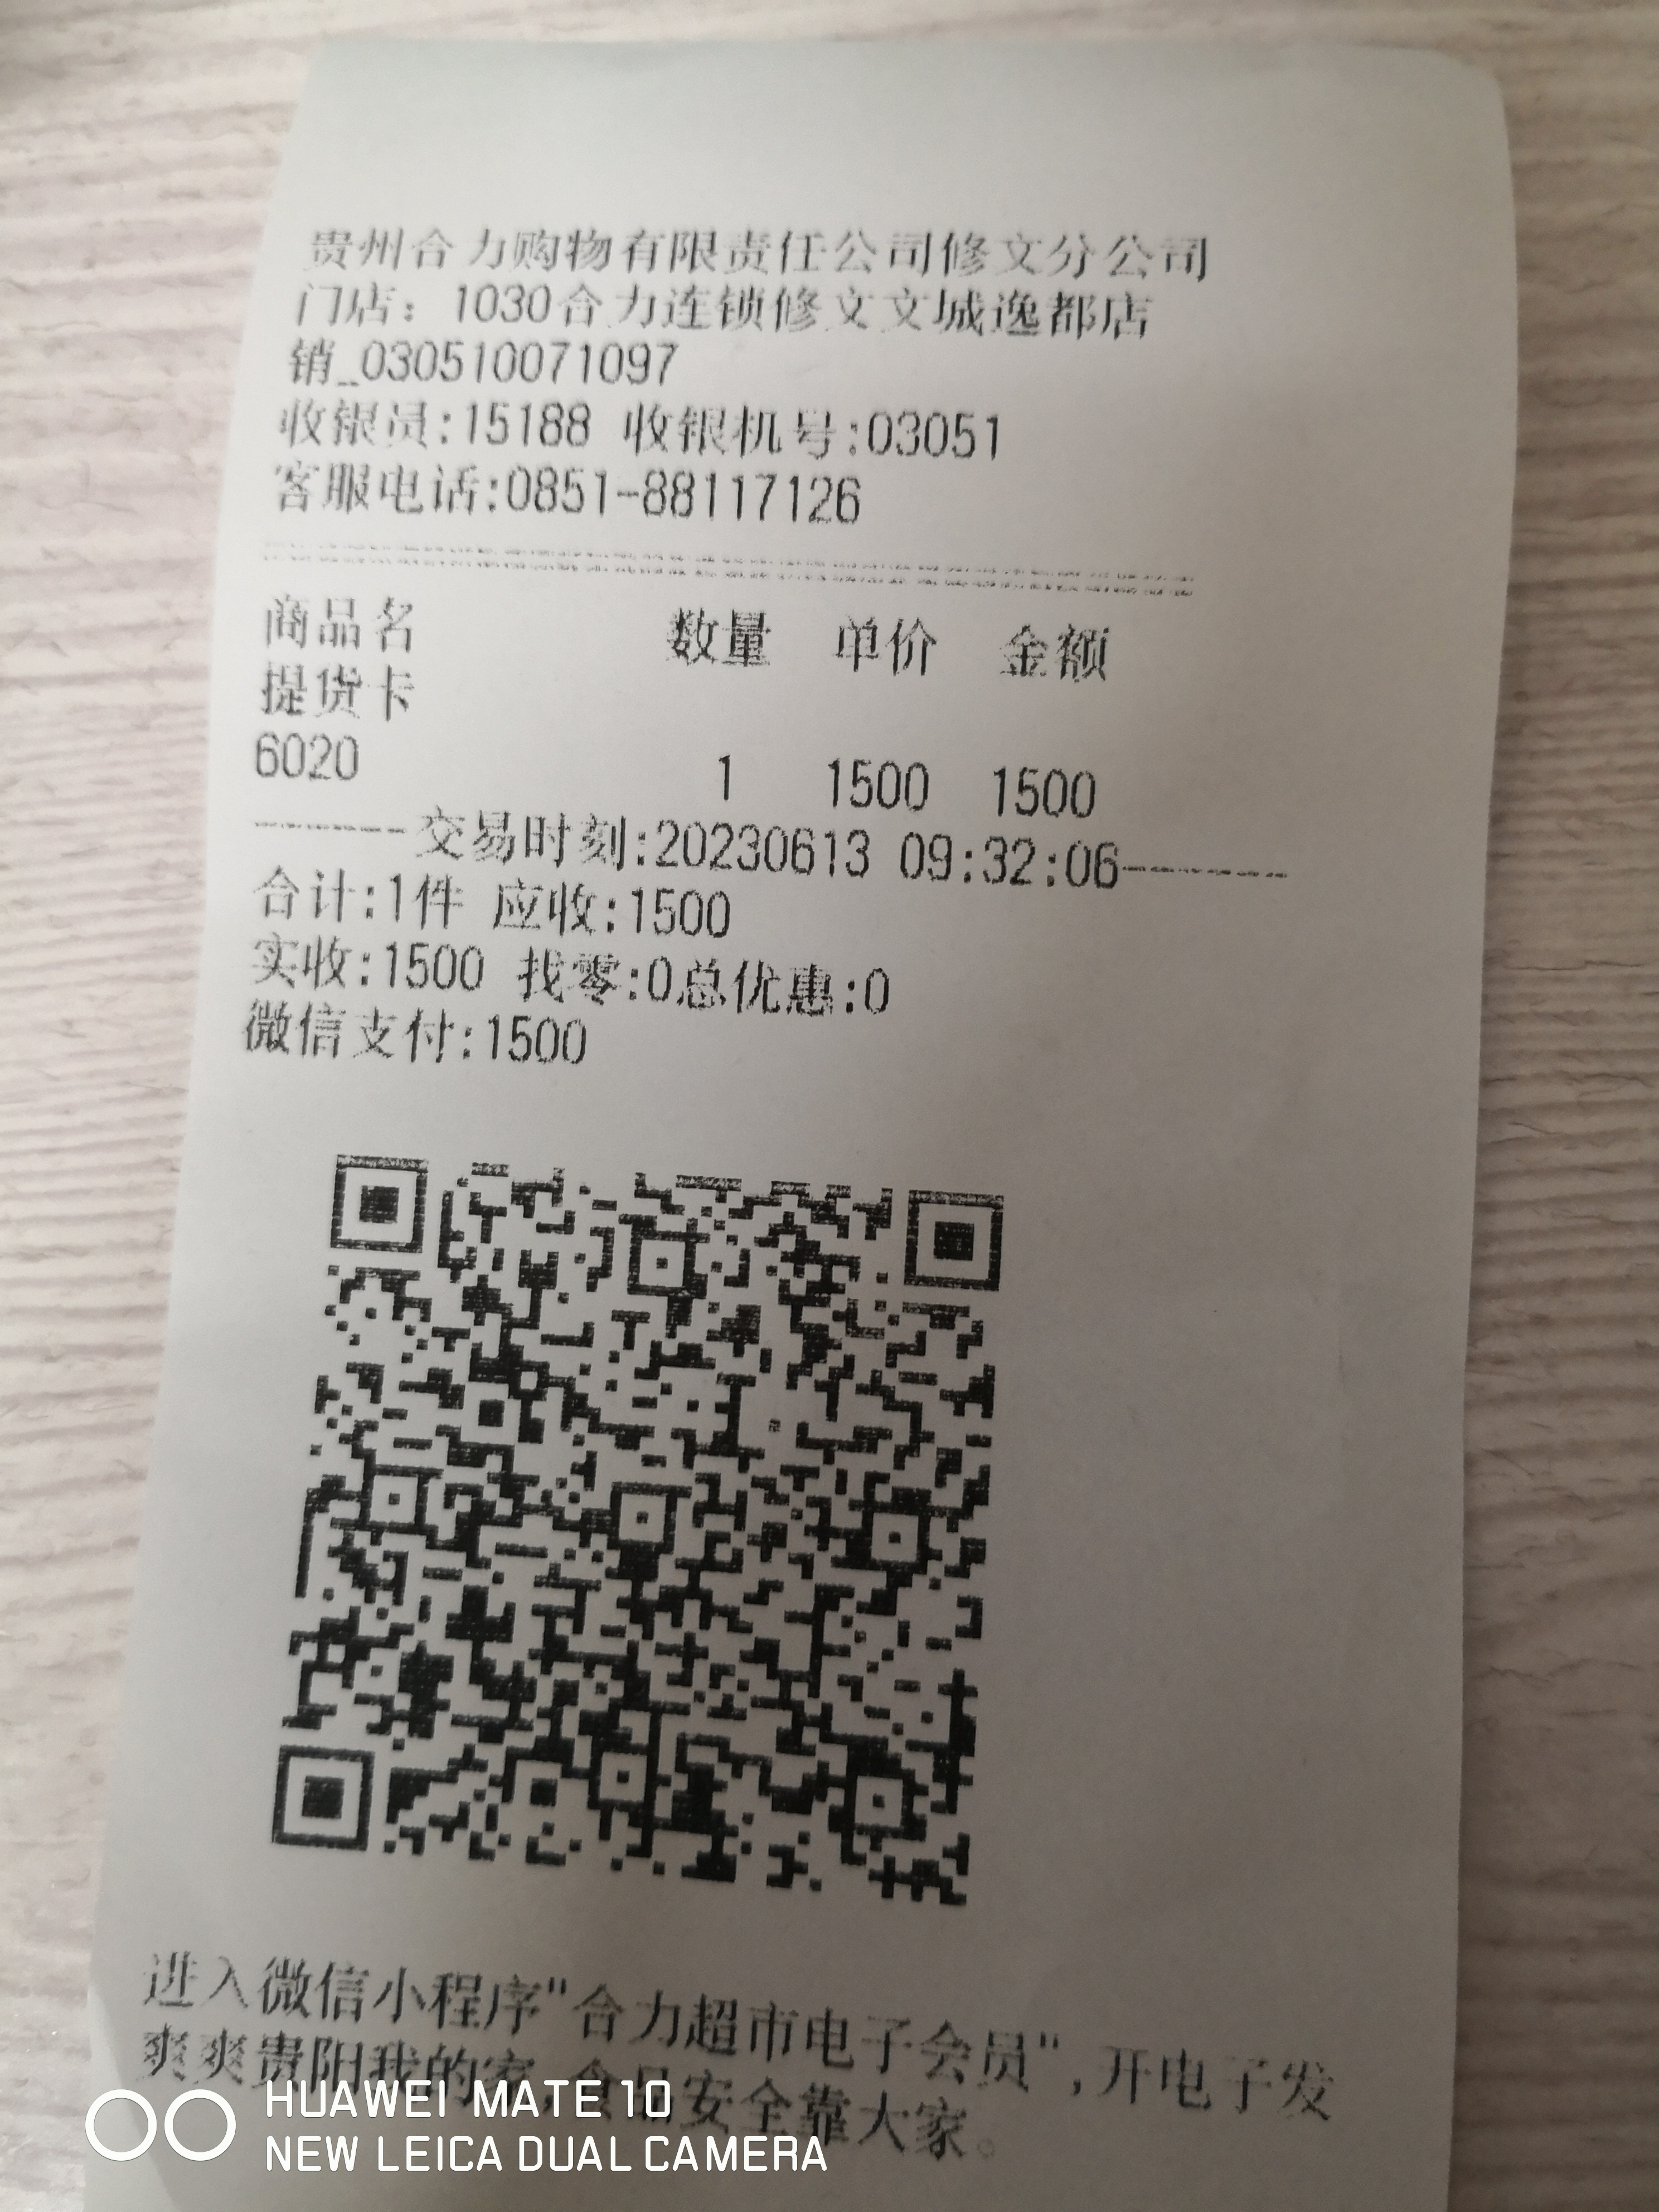 贵州合力购物有限责任公司修文分公司
门店：1030合力连锁修文文城逸都店
销_030510071097
收银员:15188 收银机号:03051
客服电话:0851-88117126
商品名 数量 单价 金额
提货卡
6020 1 1500 1500
--------交易时刻:20230613 09:32:06--------
合计:1件 应收:1500
实收:1500 找零:0总优惠:0
微信支付:1500
进入微信小程序"合力超市电子会员",开电子发
爽爽贵阳我的家,食品安全靠大家。
HUAWEI MATE 10
NEW LEICA DUAL CAMERA